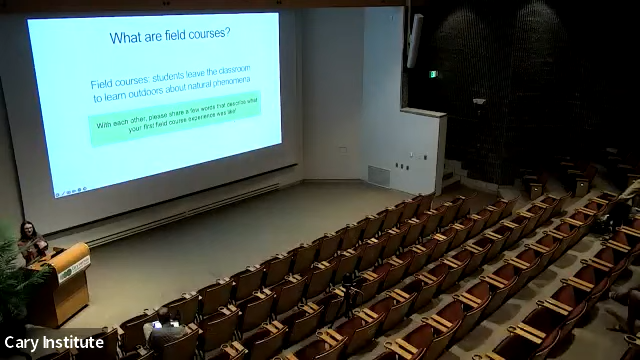 What are field courses?
Field courses: students leave the classroom
to learn outdoors about natural phenomena
With each other, please share a few words that describe what
your first field course experience was like!
Cary Institute